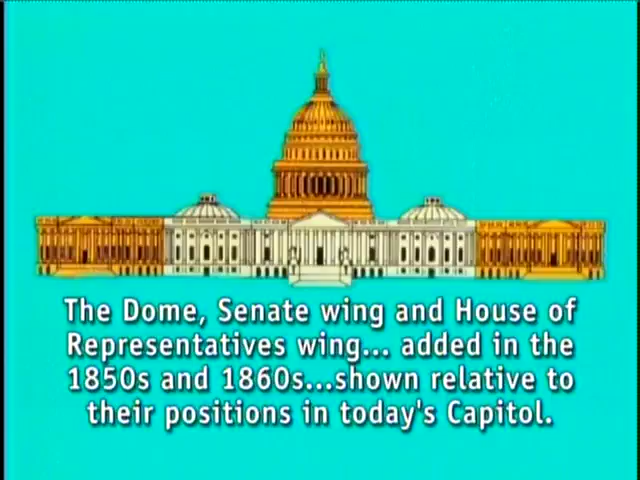 The Dome, Senate wing and House of
Representatives wing... added in the
1850s and 1860s...shown relative to
their positions in today's Capitol.